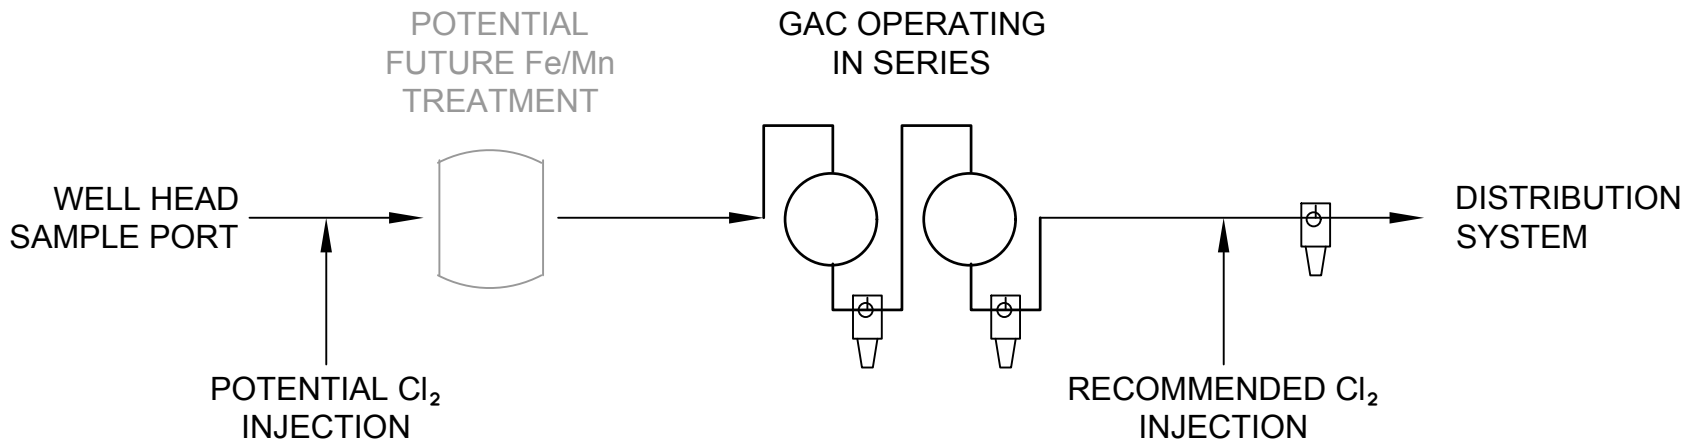 POTENTIAL
FUTURE Fe/Mn
TREATMENT
GAC OPERATING
IN SERIES
WELL HEAD
SAMPLE PORT
DISTRIBUTION
SYSTEM
POTENTIAL Cl₂
INJECTION
RECOMMENDED Cl₂
INJECTION